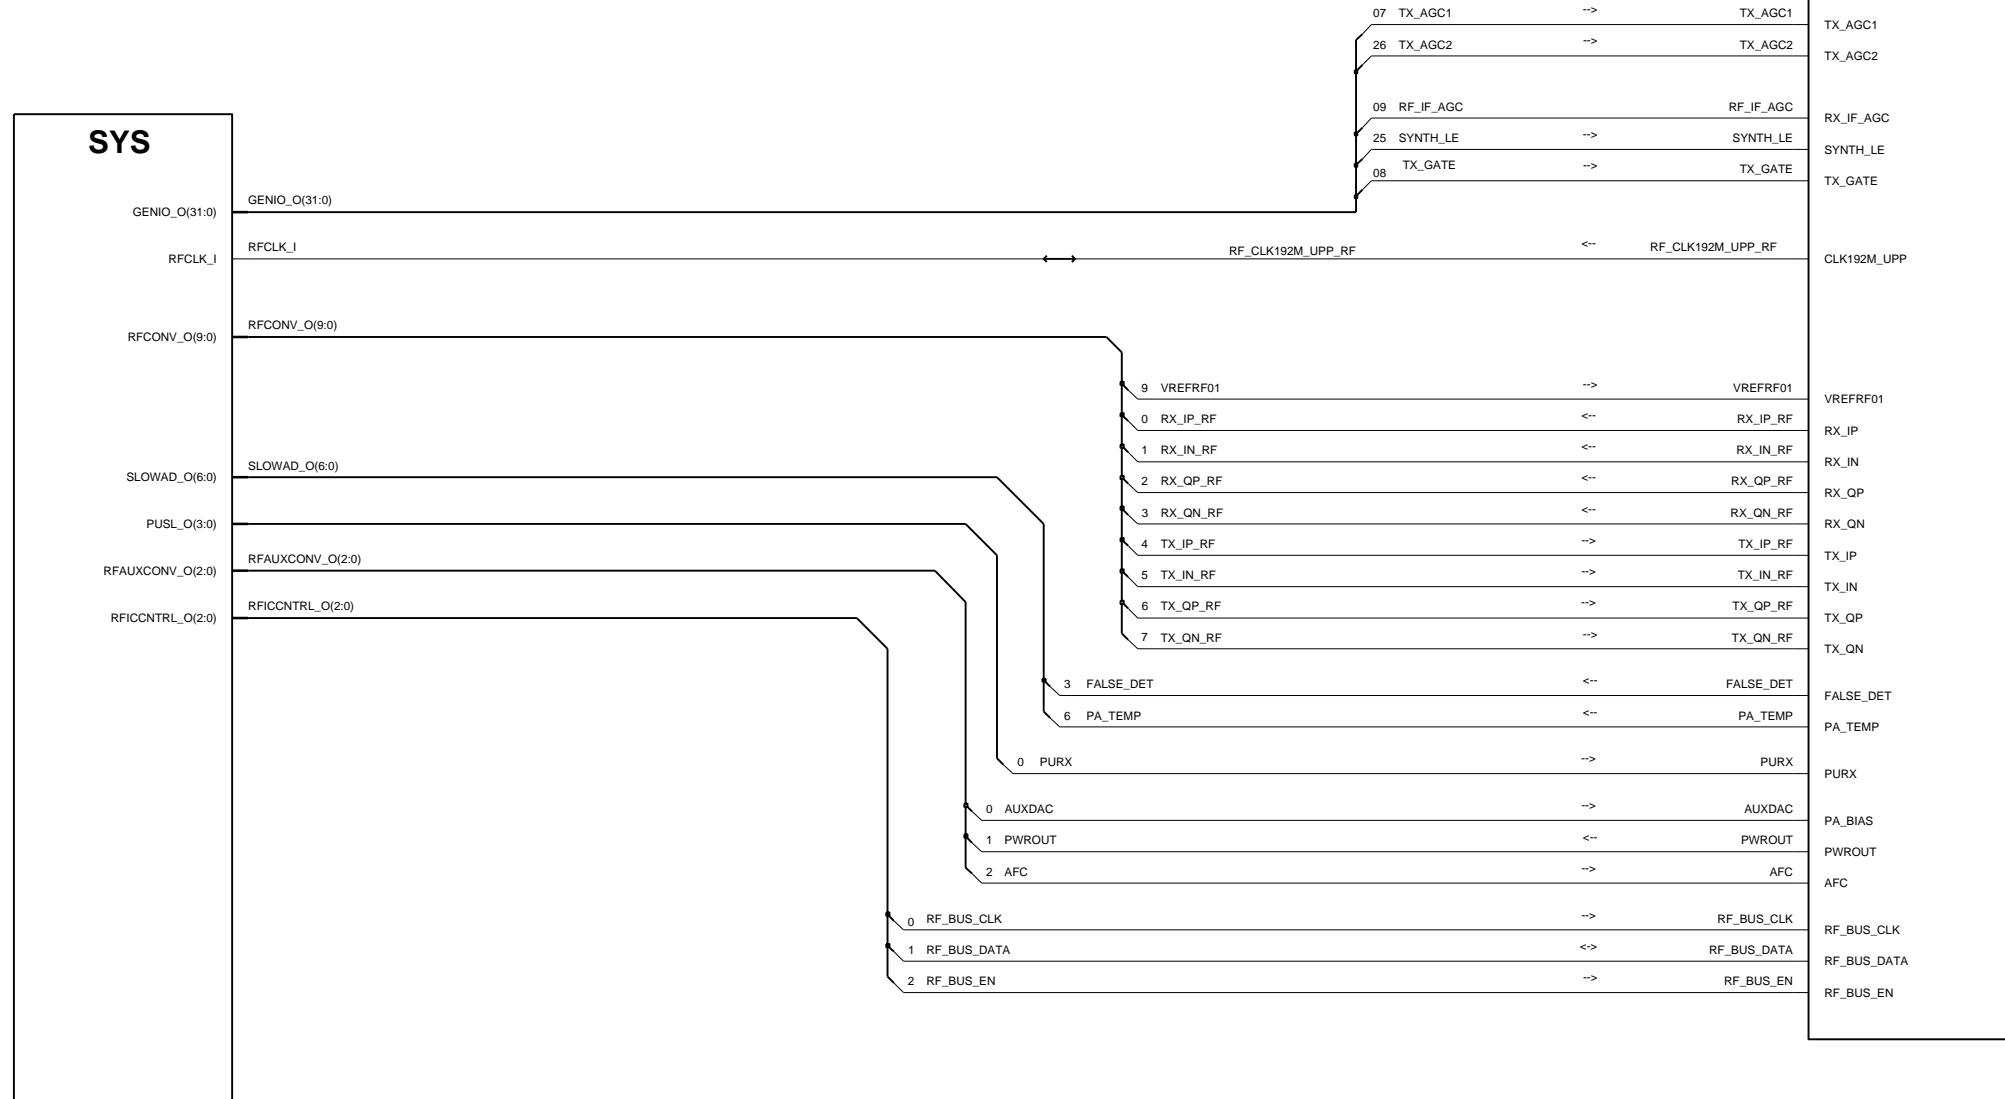 07 TX_AGC1 --> TX_AGC1 TX_AGC1
26 TX_AGC2 --> TX_AGC2 TX_AGC2
09 RF_IF_AGC RF_IF_AGC RX_IF_AGC
SYS
25 SYNTH_LE --> SYNTH_LE SYNTH_LE
08 TX_GATE --> TX_GATE TX_GATE
GENIO_O(31:0) GENIO_O(31:0)
RFCLK_I RFCLK_I RF_CLK192M_UPP_RF <-- RF_CLK192M_UPP_RF CLK192M_UPP
RFCONV_O(9:0) RFCONV_O(9:0)
9 VREFRF01 --> VREFRF01 VREFRF01
0 RX_IP_RF <-- RX_IP_RF RX_IP
1 RX_IN_RF <-- RX_IN_RF RX_IN
SLOWAD_O(6:0) SLOWAD_O(6:0)
2 RX_QP_RF <-- RX_QP_RF RX_QP
3 RX_QN_RF <-- RX_QN_RF RX_QN
PUSL_O(3:0)
4 TX_IP_RF --> TX_IP_RF TX_IP
RFAUXCONV_O(2:0) RFAUXCONV_O(2:0)
5 TX_IN_RF --> TX_IN_RF TX_IN
RFICCNTRL_O(2:0) RFICCNTRL_O(2:0)
6 TX_QP_RF --> TX_QP_RF TX_QP
7 TX_QN_RF --> TX_QN_RF TX_QN
3 FALSE_DET <-- FALSE_DET FALSE_DET
6 PA_TEMP <-- PA_TEMP PA_TEMP
0 PURX --> PURX PURX
0 AUXDAC --> AUXDAC PA_BIAS
1 PWROUT <-- PWROUT PWROUT
2 AFC --> AFC AFC
0 RF_BUS_CLK --> RF_BUS_CLK RF_BUS_CLK
1 RF_BUS_DATA <-> RF_BUS_DATA RF_BUS_DATA
2 RF_BUS_EN --> RF_BUS_EN RF_BUS_EN